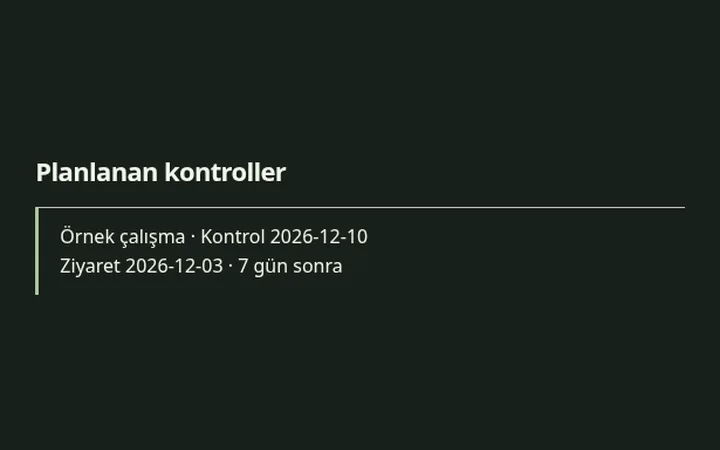 Planlanan kontroller
Örnek çalışma · Kontrol 2026-12-10
Ziyaret 2026-12-03 · 7 gün sonra